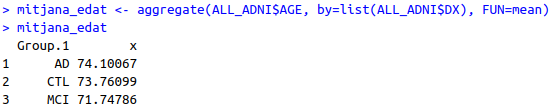 > mitjana_edat <- aggregate(ALL_ADNI$AGE, by=list(ALL_ADNI$DX), FUN=mean)
> mitjana_edat
  Group.1        x
1      AD 74.10067
2     CTL 73.76099
3     MCI 71.74786